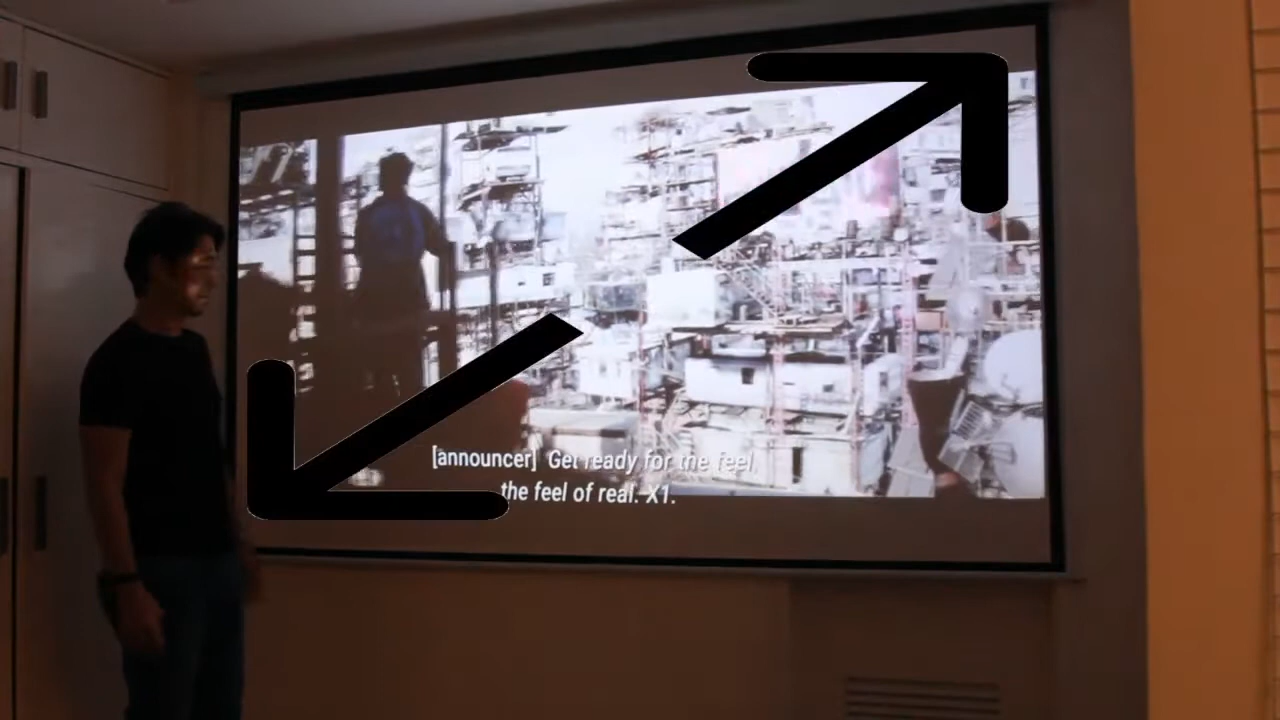 [announcer] Get ready for the feel,
the feel of real. X1.